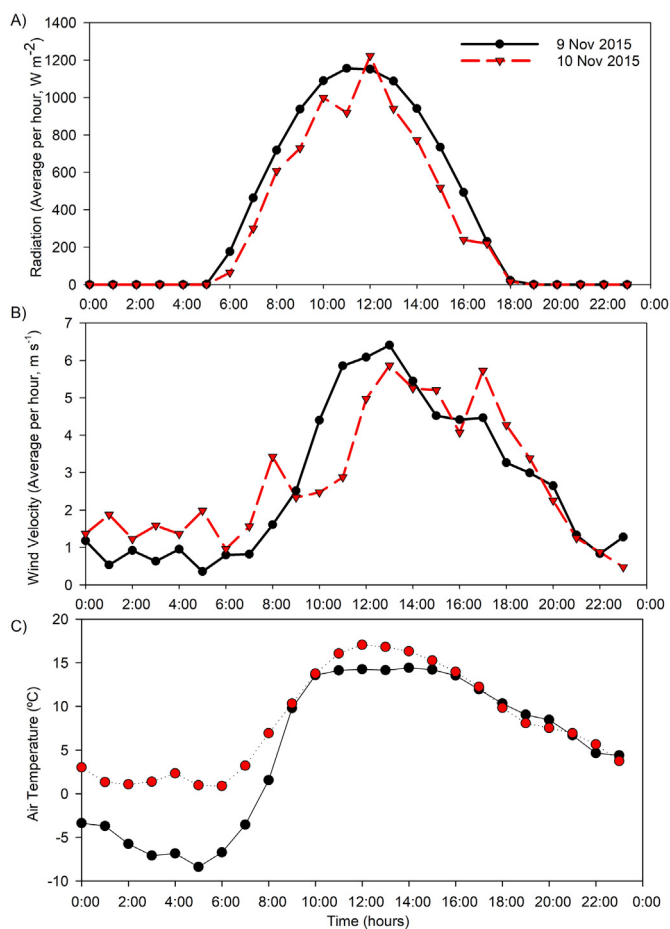 A)
Radiation (Average per hour, W m⁻²)
1400
1200
1000
800
600
400
200
0
9 Nov 2015
10 Nov 2015
0:00 2:00 4:00 6:00 8:00 10:00 12:00 14:00 16:00 18:00 20:00 22:00 0:00
B)
Wind Velocity (Average per hour, m s⁻¹)
7
6
5
4
3
2
1
0
0:00 2:00 4:00 6:00 8:00 10:00 12:00 14:00 16:00 18:00 20:00 22:00 0:00
C)
Air Temperature (ºC)
20
15
10
5
0
-5
-10
0:00 2:00 4:00 6:00 8:00 10:00 12:00 14:00 16:00 18:00 20:00 22:00 0:00
Time (hours)